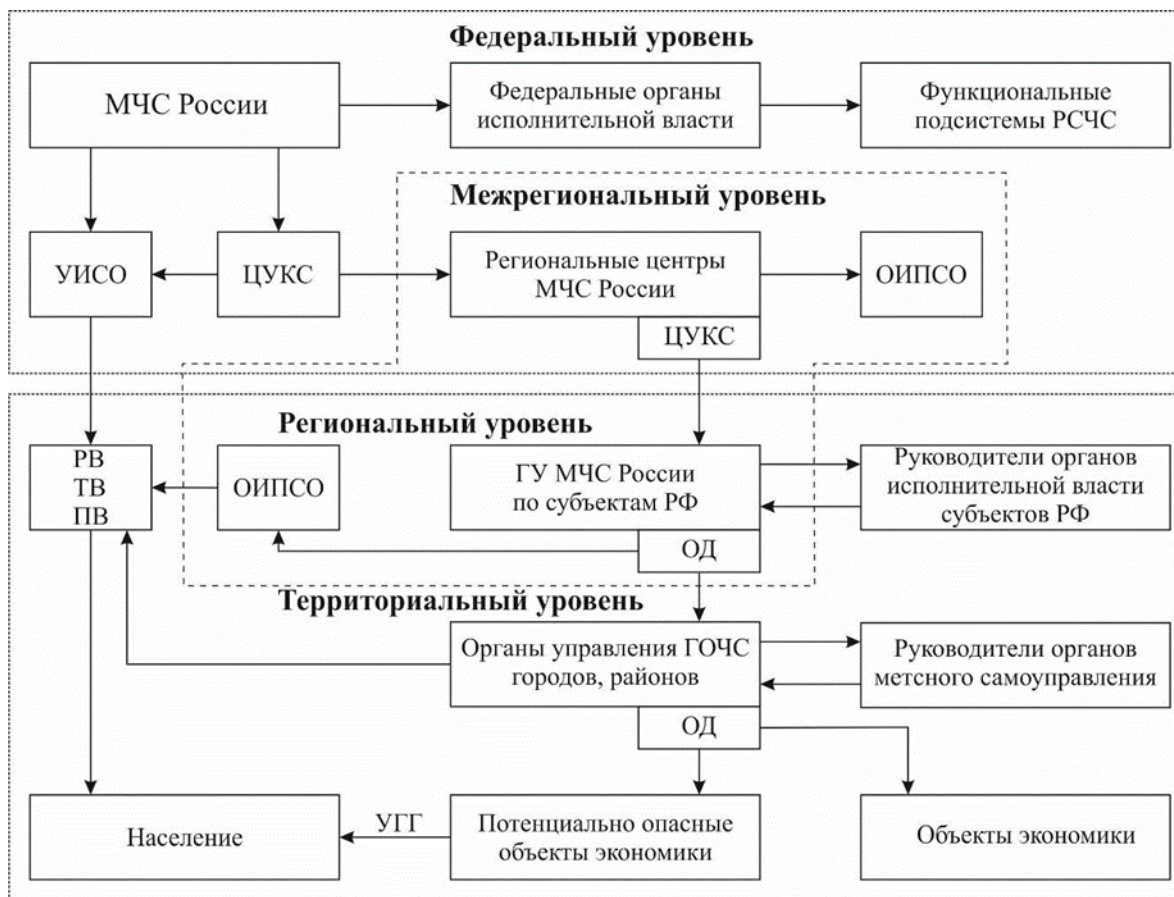 Федеральный уровень
МЧС России
Федеральные органы
исполнительной власти
Функциональные
подсистемы РСЧС
Межрегиональный уровень
УИСО
ЦУКС
Региональные центры
МЧС России
ОИПСО
ЦУКС
Региональный уровень
РВ
ТВ
ПВ
ОИПСО
ГУ МЧС России
по субъектам РФ
Руководители органов
исполнительной власти
субъектов РФ
ОД
Территориальный уровень
Органы управления ГОЧС
городов, районов
Руководители органов
метсного самоуправления
ОД
Население
УГГ
Потенциально опасные
объекты экономики
Объекты экономики